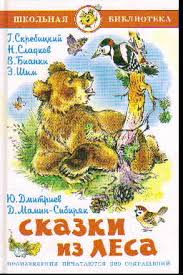 ШКОЛЬНАЯ БИБЛИОТЕКА
Г. Скребицкий
Н. Сладков
В. Бианки
Э. Шим
Ю. Дмитриев
Д. Мамин-Сибиряк
СКАЗКИ
ИЗ ЛЕСА
ПРОИЗВЕДЕНИЯ ПЕЧАТАЮТСЯ БЕЗ СОКРАЩЕНИЙ